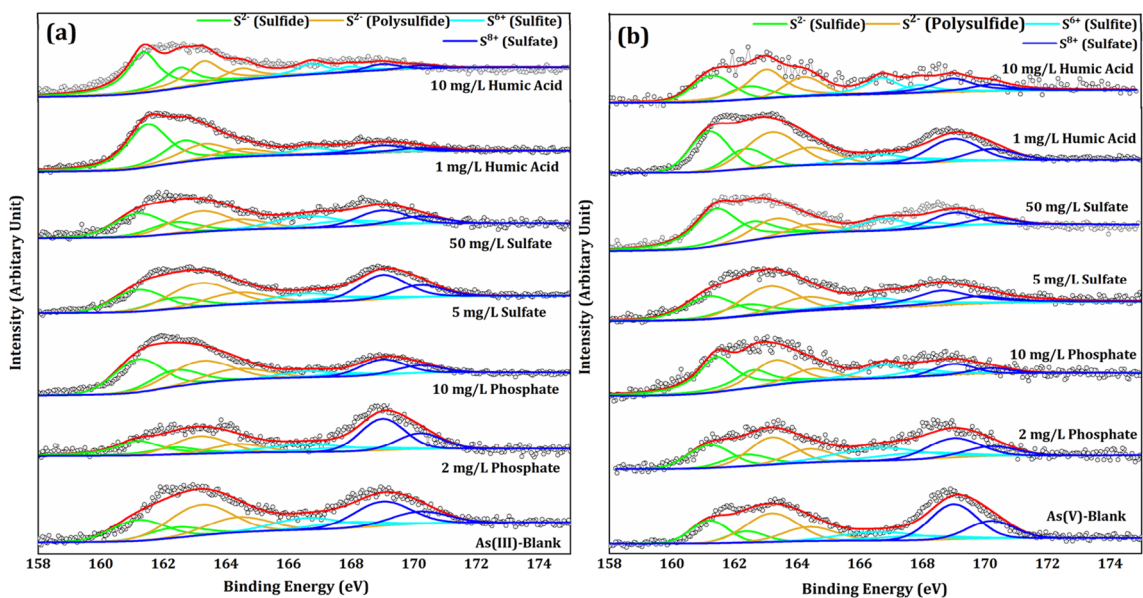 (a)
S²⁻ (Sulfide) S²⁻ (Polysulfide) S⁶⁺ (Sulfite)
S⁸⁺ (Sulfate)
10 mg/L Humic Acid
1 mg/L Humic Acid
50 mg/L Sulfate
5 mg/L Sulfate
10 mg/L Phosphate
2 mg/L Phosphate
As(III)-Blank
Intensity (Arbitary Unit)
158 160 162 164 166 168 170 172 174
Binding Energy (eV)
(b)
S²⁻ (Sulfide) S²⁻ (Polysulfide) S⁶⁺ (Sulfite)
S⁸⁺ (Sulfate)
10 mg/L Humic Acid
1 mg/L Humic Acid
50 mg/L Sulfate
5 mg/L Sulfate
10 mg/L Phosphate
2 mg/L Phosphate
As(V)-Blank
Intensity (Arbitary Unit)
158 160 162 164 166 168 170 172 174
Binding Energy (eV)